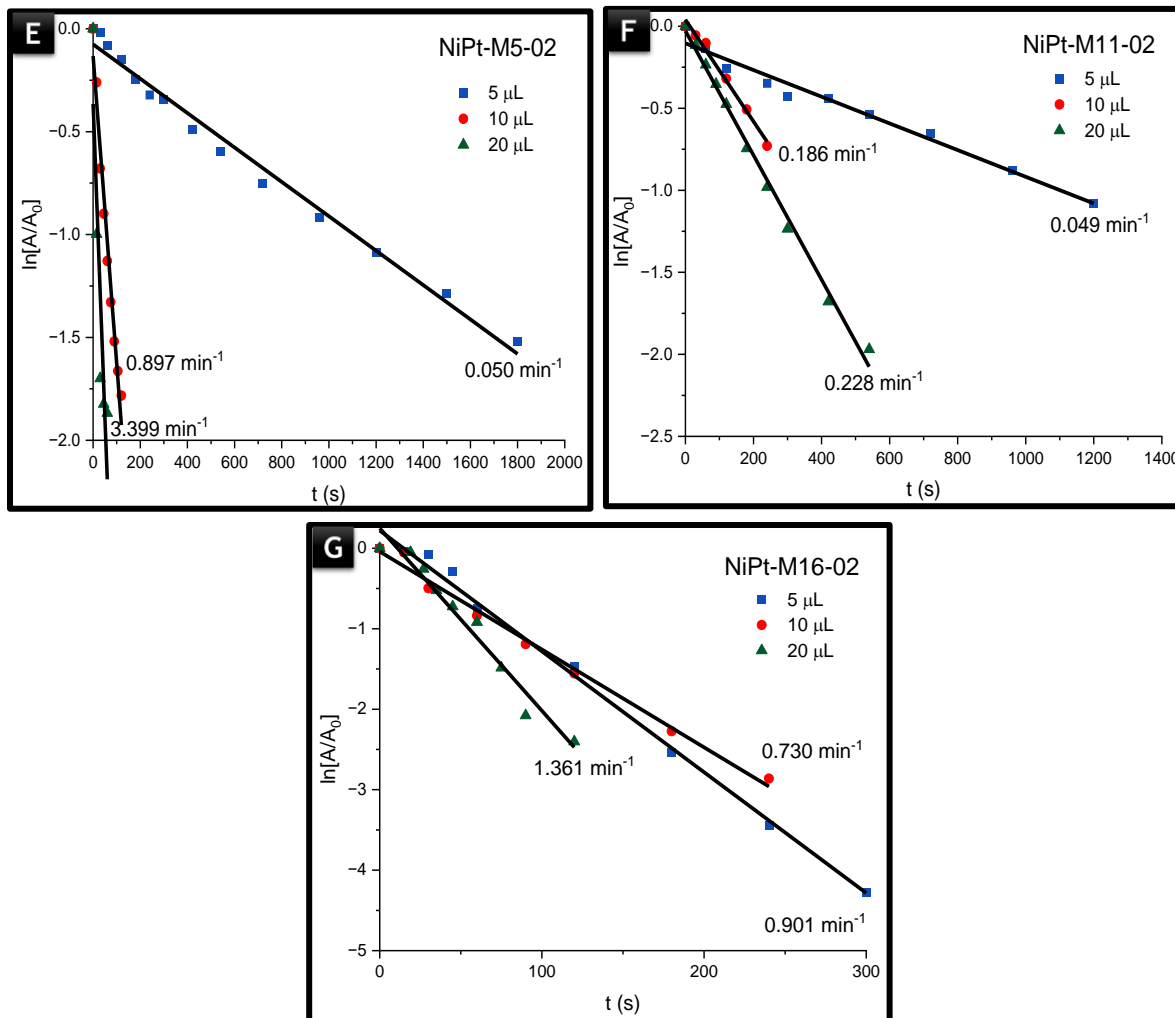 E
NiPt-M5-02
5 μL
10 μL
20 μL
0.0
−0.5
−1.0
−1.5
−2.0
ln[A/A₀]
0.897 min⁻¹
3.399 min⁻¹
0.050 min⁻¹
0 200 400 600 800 1000 1200 1400 1600 1800 2000
t (s)
F
NiPt-M11-02
5 μL
10 μL
20 μL
0.0
−0.5
−1.0
−1.5
−2.0
−2.5
ln[A/A₀]
0.186 min⁻¹
0.049 min⁻¹
0.228 min⁻¹
0 200 400 600 800 1000 1200 1400
t (s)
G
NiPt-M16-02
5 μL
10 μL
20 μL
0
−1
−2
−3
−4
−5
ln[A/A₀]
1.361 min⁻¹
0.730 min⁻¹
0.901 min⁻¹
0 100 200 300
t (s)